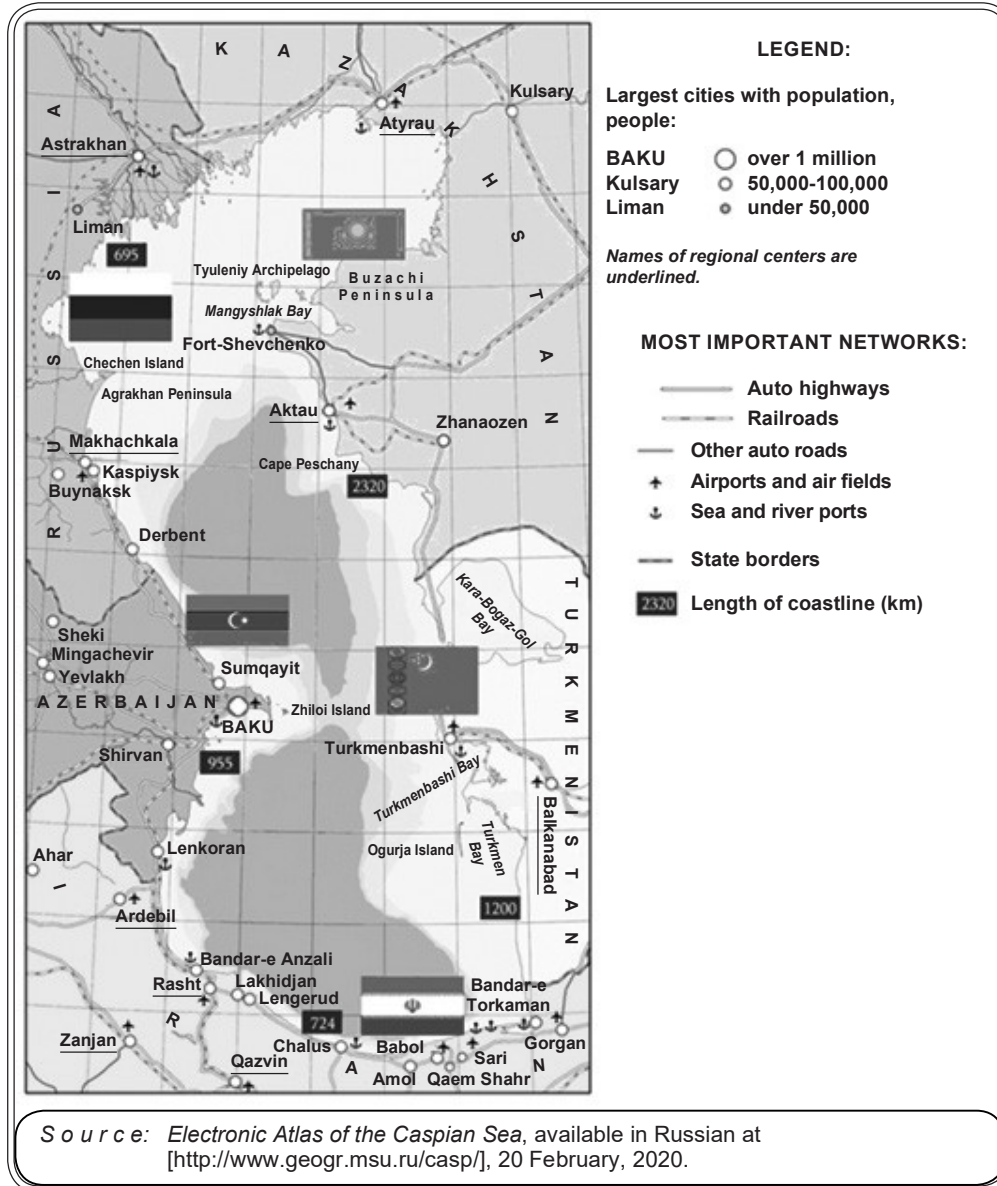 KAZAKHSTAN
Kulsary
Atyrau
Astrakhan
Liman
695
Tyuleniy Archipelago
Buzachi
Peninsula
Mangyshlak Bay
Fort-Shevchenko
Chechen Island
Agrakhan Peninsula
Aktau
Zhanaozen
Makhachkala
Kaspiysk
Buynaksk
Cape Peschany
2320
RUSSIA
Derbent
Kara-Bogaz-Gol
Bay
Sheki
Mingachevir
Yevlakh
Sumqayit
AZERBAIJAN
BAKU
Zhiloi Island
Turkmenbashi
Shirvan
955
Turkmenbashi Bay
TURKMENISTAN
Balkanabad
Lenkoran
Ogurja Island
Turkmen
Bay
Ahar
Ardebil
1200
IRAN
Bandar-e Anzali
Rasht
Lakhidjan
Lengerud
Bandar-e
Torkaman
724
Zanjan
Chalus
Babol
Sari
Gorgan
Qazvin
Amol
Qaem Shahr
LEGEND:
Largest cities with population,
people:
BAKU over 1 million
Kulsary 50,000-100,000
Liman under 50,000
Names of regional centers are
underlined.
MOST IMPORTANT NETWORKS:
Auto highways
Railroads
Other auto roads
Airports and air fields
Sea and river ports
State borders
2320 Length of coastline (km)
Source: Electronic Atlas of the Caspian Sea, available in Russian at
[http://www.geogr.msu.ru/casp/], 20 February, 2020.